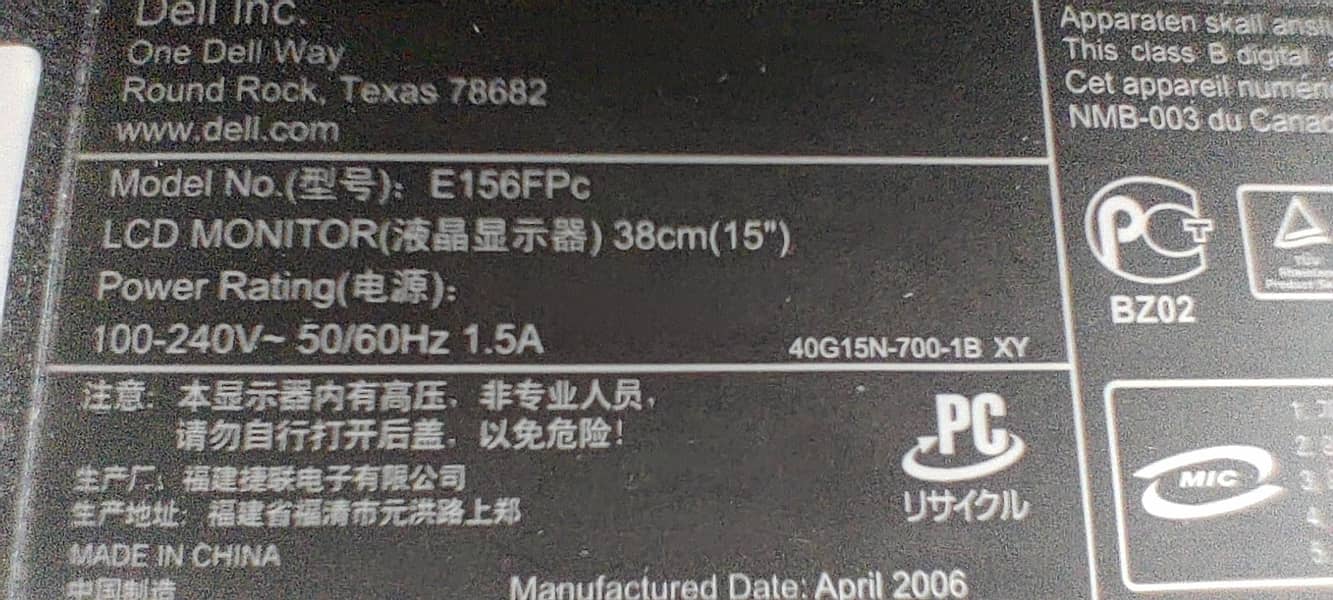 Dell Inc.
One Dell Way
Round Rock, Texas 78682
www.dell.com
Model No.(型号): E156FPc
LCD MONITOR(液晶显示器) 38cm(15")
Power Rating(电源):
100-240V~ 50/60Hz 1.5A
40G15N-700-1B XY
注意: 本显示器内有高压, 非专业人员,
请勿自行打开后盖, 以免危险!
生产厂: 福建捷联电子有限公司
生产地址: 福建省福清市元洪路上郑
MADE IN CHINA
中国制造
Manufactured Date: April 2006
PC
リサイクル
Apparaten skall
This class B digital
Cet appareil
NMB-003 du
PCT
BZ02
MIC